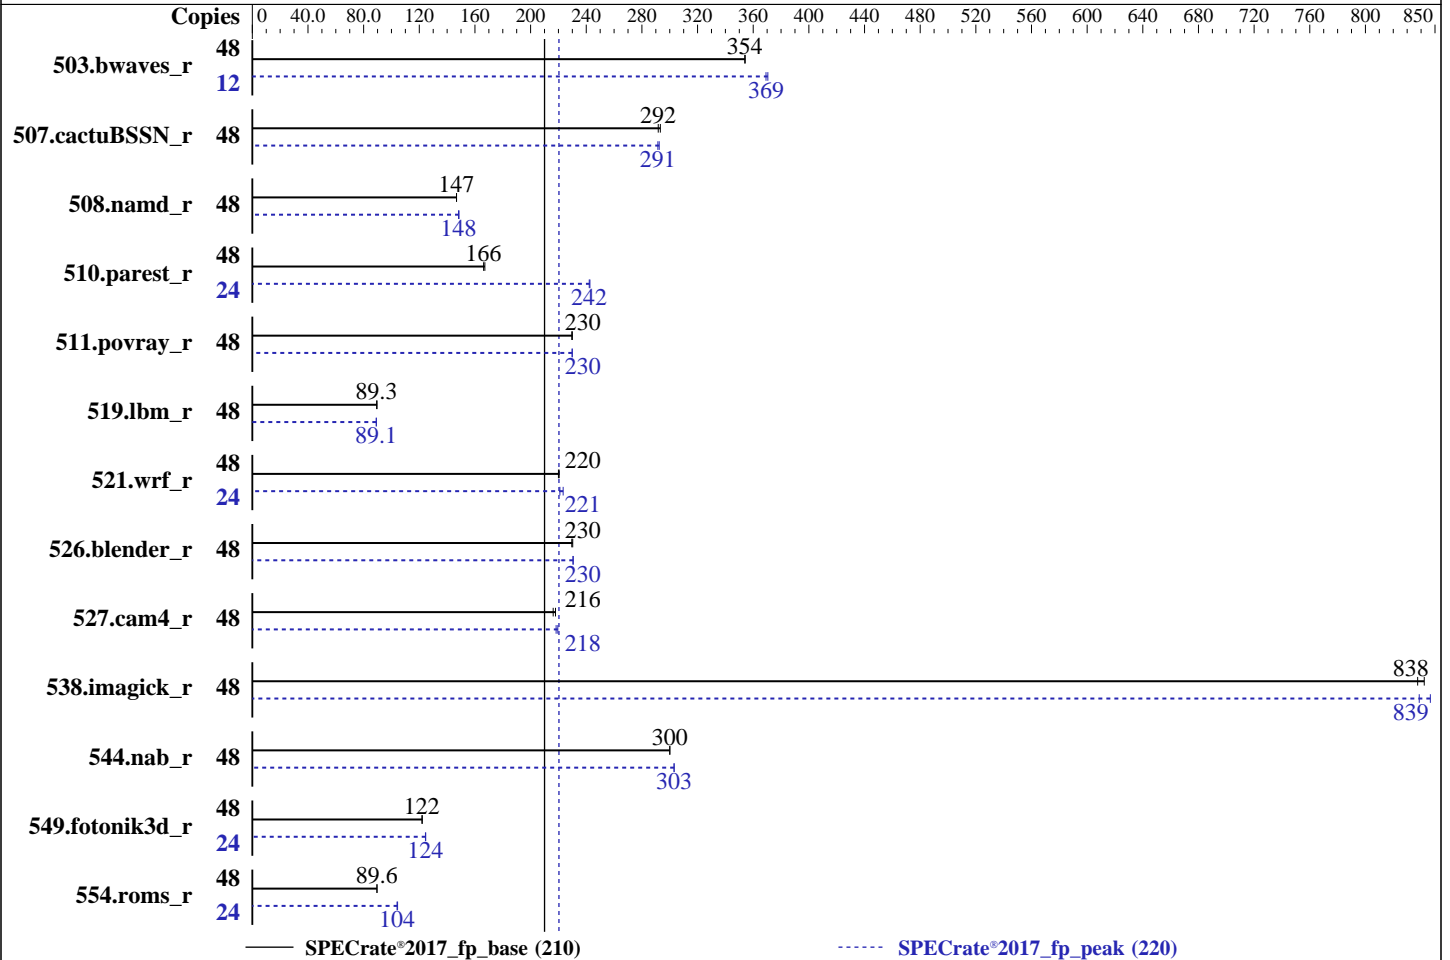 Copies 0 40.0 80.0 120 160 200 240 280 320 360 400 440 480 520 560 600 640 680 720 760 800 850
503.bwaves_r 48 354
12 369
507.cactuBSSN_r 48 292
291
508.namd_r 48 147
148
510.parest_r 48 166
24 242
511.povray_r 48 230
230
519.lbm_r 48 89.3
89.1
521.wrf_r 48 220
24 221
526.blender_r 48 230
230
527.cam4_r 48 216
218
538.imagick_r 48 838
839
544.nab_r 48 300
303
549.fotonik3d_r 48 122
24 124
554.roms_r 48 89.6
24 104
SPECrate®2017_fp_base (210) SPECrate®2017_fp_peak (220)